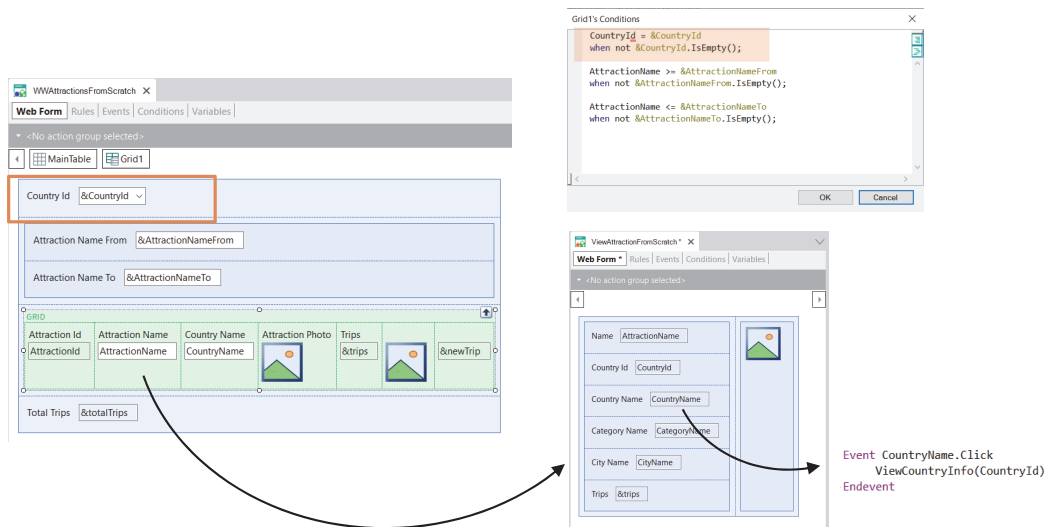 Grid1's Conditions
CountryId = &CountryId
when not &CountryId.IsEmpty();
AttractionName >= &AttractionNameFrom
when not &AttractionNameFrom.IsEmpty();
AttractionName <= &AttractionNameTo
when not &AttractionNameTo.IsEmpty();
OK Cancel
WWAttractionsFromScratch
Web Form Rules Events Conditions Variables
<No action group selected>
MainTable Grid1
Country Id &CountryId
Attraction Name From &AttractionNameFrom
Attraction Name To &AttractionNameTo
GRID
Attraction Id Attraction Name Country Name Attraction Photo Trips
AttractionId AttractionName CountryName &trips &newTrip
Total Trips &totalTrips
ViewAttractionFromScratch *
Web Form * Rules Events Conditions Variables
<No action group selected>
Name AttractionName
Country Id CountryId
Country Name CountryName
Category Name CategoryName
City Name CityName
Trips &trips
Event CountryName.Click
ViewCountryInfo(CountryId)
Endevent